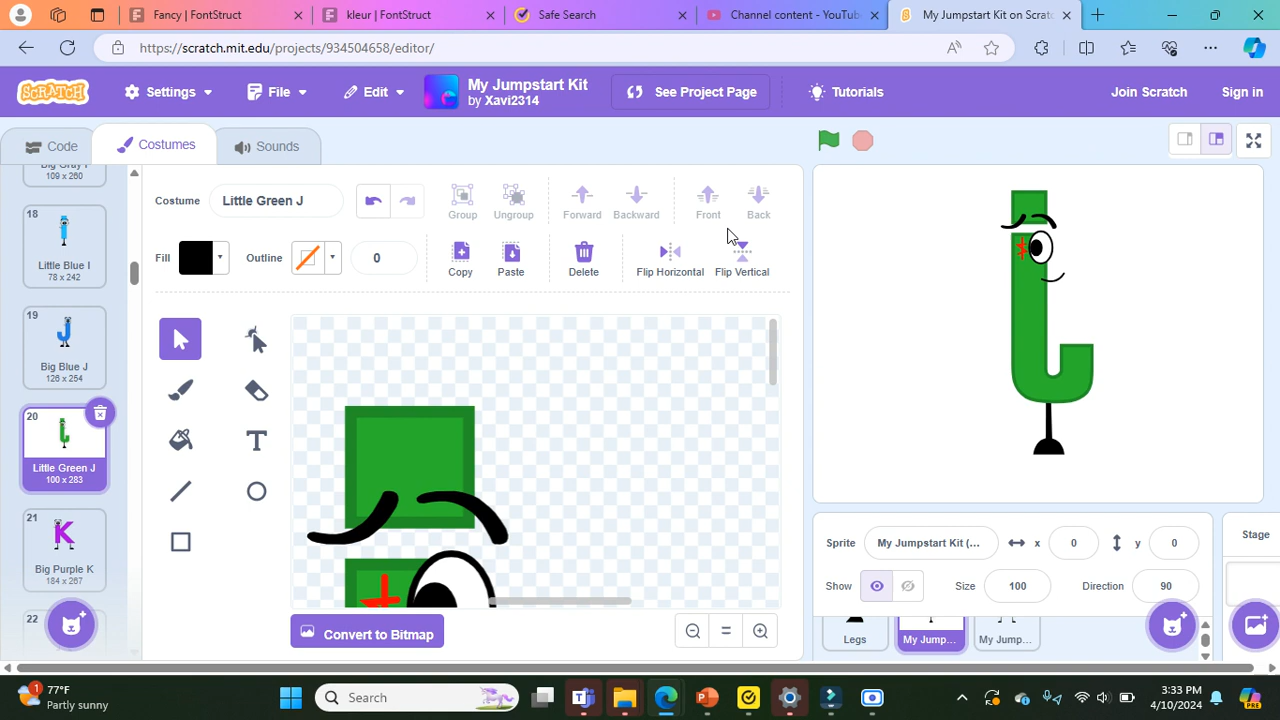 Fancy | FontStruct
kleur | FontStruct
Safe Search
Channel content - YouTube
My Jumpstart Kit on Scratc
https://scratch.mit.edu/projects/934504658/editor/
SCRATCH
Settings
File
Edit
My Jumpstart Kit
by Xavi2314
See Project Page
Tutorials
Join Scratch
Sign in
Code
Costumes
Sounds
109 x 260
18
Little Blue I
78 x 242
19
Big Blue J
126 x 254
20
Little Green J
100 x 283
21
Big Purple K
184 x 267
22
Costume
Little Green J
Group
Ungroup
Forward
Backward
Front
Back
Fill
Outline
0
Copy
Paste
Delete
Flip Horizontal
Flip Vertical
T
Convert to Bitmap
Sprite
My Jumpstart Kit (...
x
0
y
0
Show
Size
100
Direction
90
Stage
Legs
My Jump...
My Jump...
1
77°F
Partly sunny
Search
3:33 PM
4/10/2024
PRE